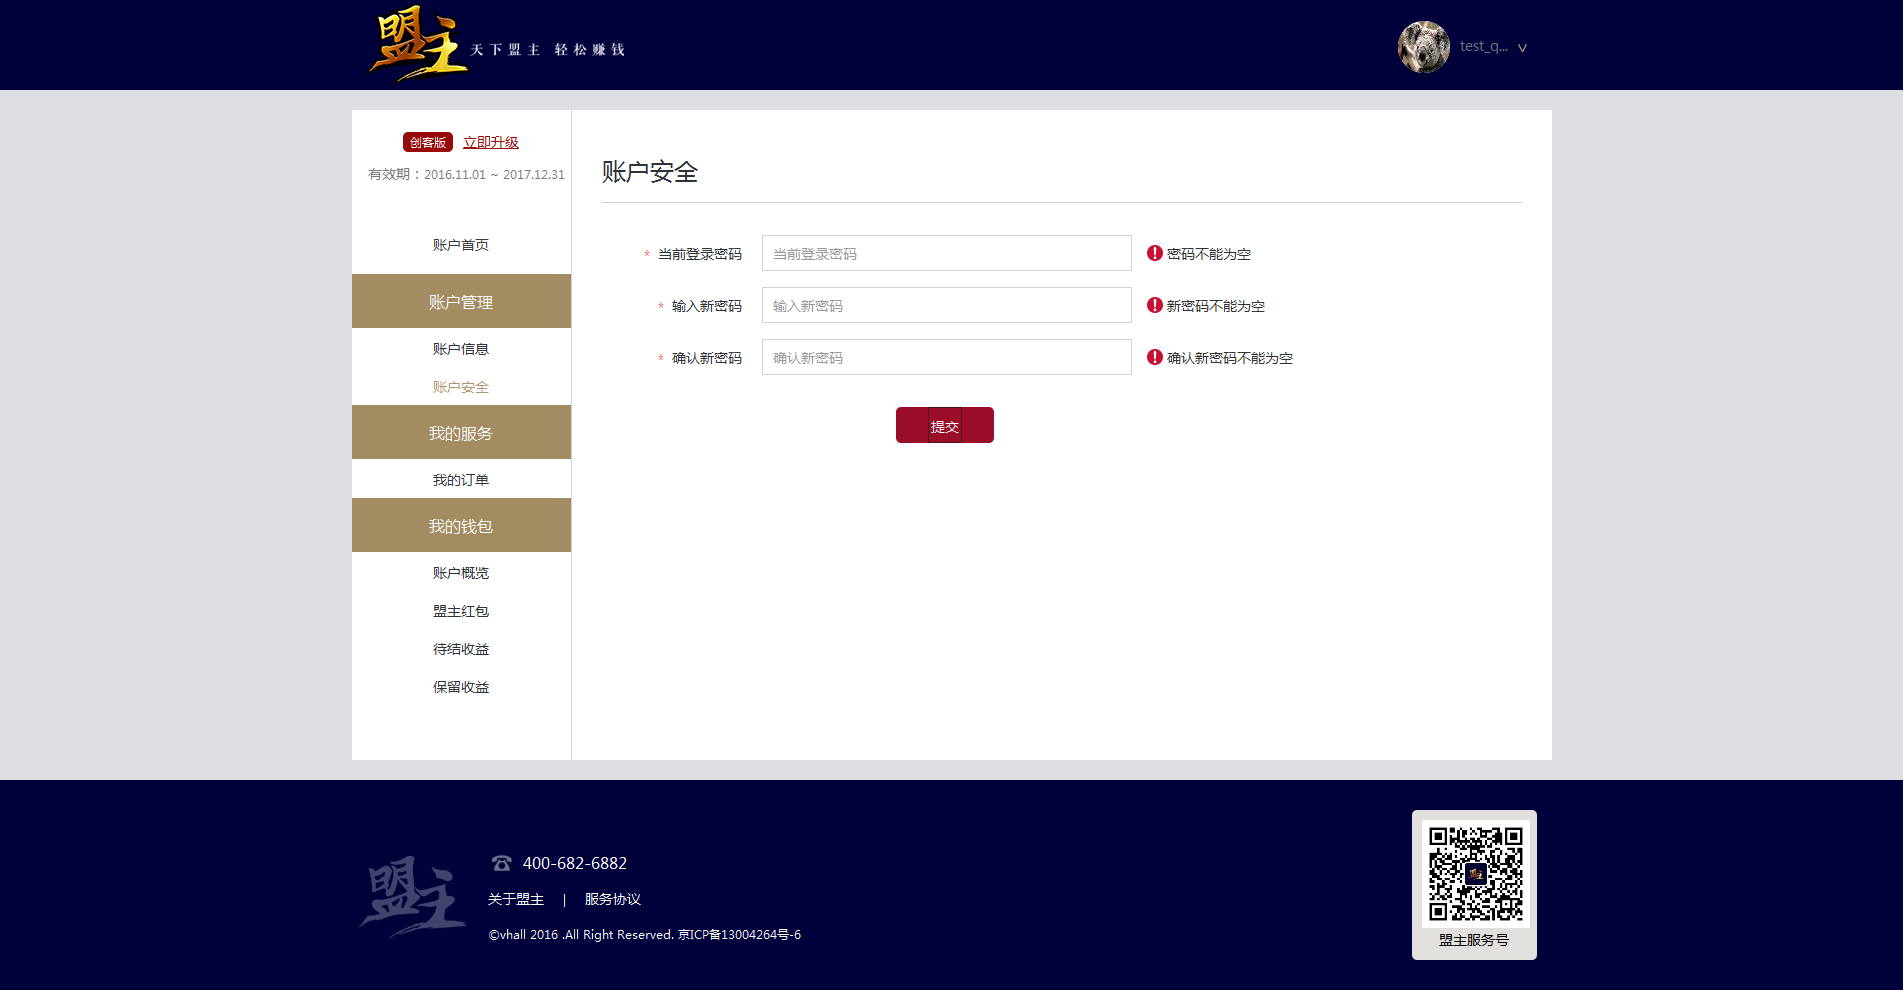 盟主 天下盟主 轻松赚钱
test_q...
创客版 立即升级
有效期：2016.11.01 ~ 2017.12.31
账户首页
账户管理
账户信息
账户安全
我的服务
我的订单
我的钱包
账户概览
盟主红包
待结收益
保留收益
账户安全
* 当前登录密码 当前登录密码 密码不能为空
* 输入新密码 输入新密码 新密码不能为空
* 确认新密码 确认新密码 确认新密码不能为空
提交
盟主
400-682-6882
关于盟主 | 服务协议
©vhall 2016 .All Right Reserved. 京ICP备13004264号-6
盟主
盟主服务号